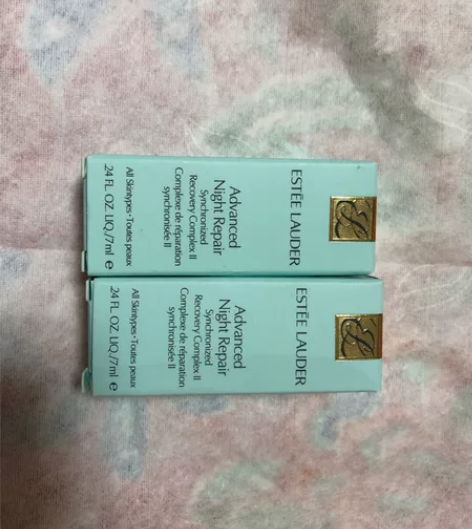 ESTĒE LAUDER
Advanced
Night Repair
Synchronized
Recovery Complex II
Complexe de réparation
synchronisée II
All Skintypes • Toutes peaux
24 FL. OZ. LIQ./7ml e
ESTĒE LAUDER
Advanced
Night Repair
Synchronized
Recovery Complex II
Complexe de réparation
synchronisée II
All Skintypes • Toutes peaux
24 FL. OZ. LIQ./7ml e